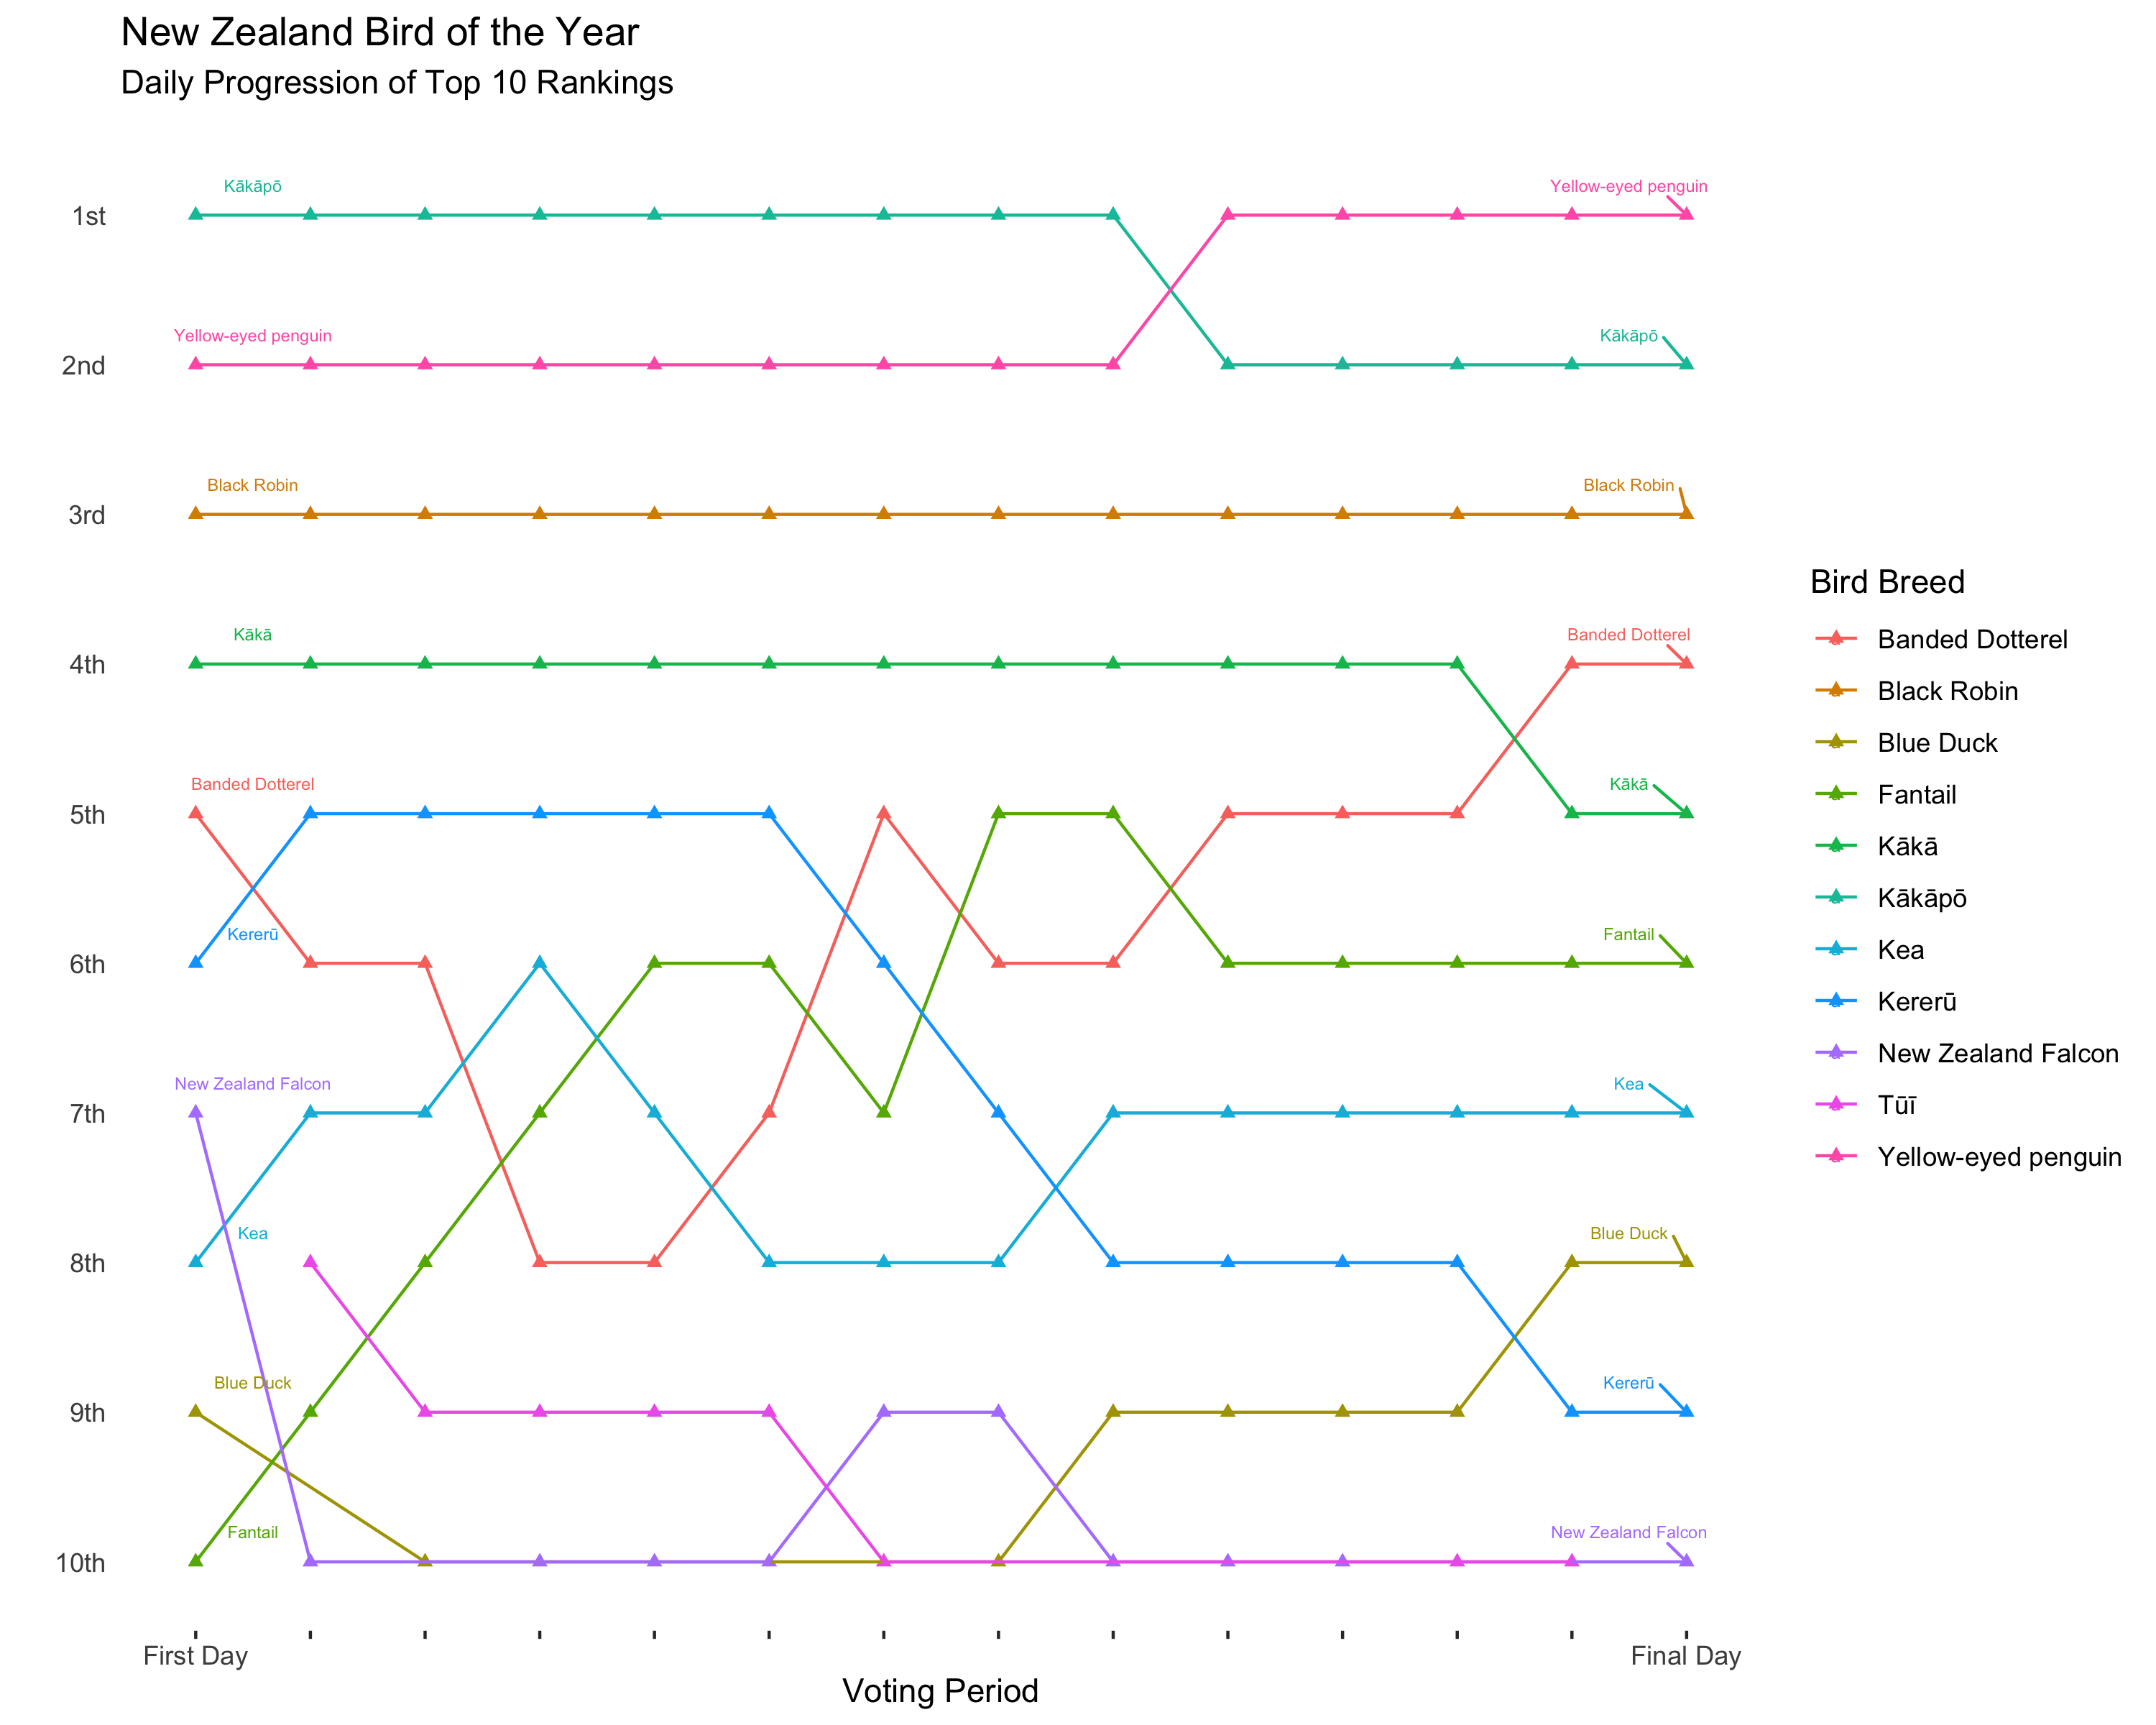 New Zealand Bird of the Year
Daily Progression of Top 10 Rankings
Kākāpō
Yellow-eyed penguin
1st
Yellow-eyed penguin
Kākāpō
2nd
Black Robin
Black Robin
3rd
Kākā
Banded Dotterel
4th
Banded Dotterel
Kākā
5th
Kererū
Fantail
6th
New Zealand Falcon
Kea
7th
Kea
Blue Duck
8th
Blue Duck
Kererū
9th
Fantail
New Zealand Falcon
10th
First Day
Final Day
Voting Period
Bird Breed
Banded Dotterel
Black Robin
Blue Duck
Fantail
Kākā
Kākāpō
Kea
Kererū
New Zealand Falcon
Tūī
Yellow-eyed penguin